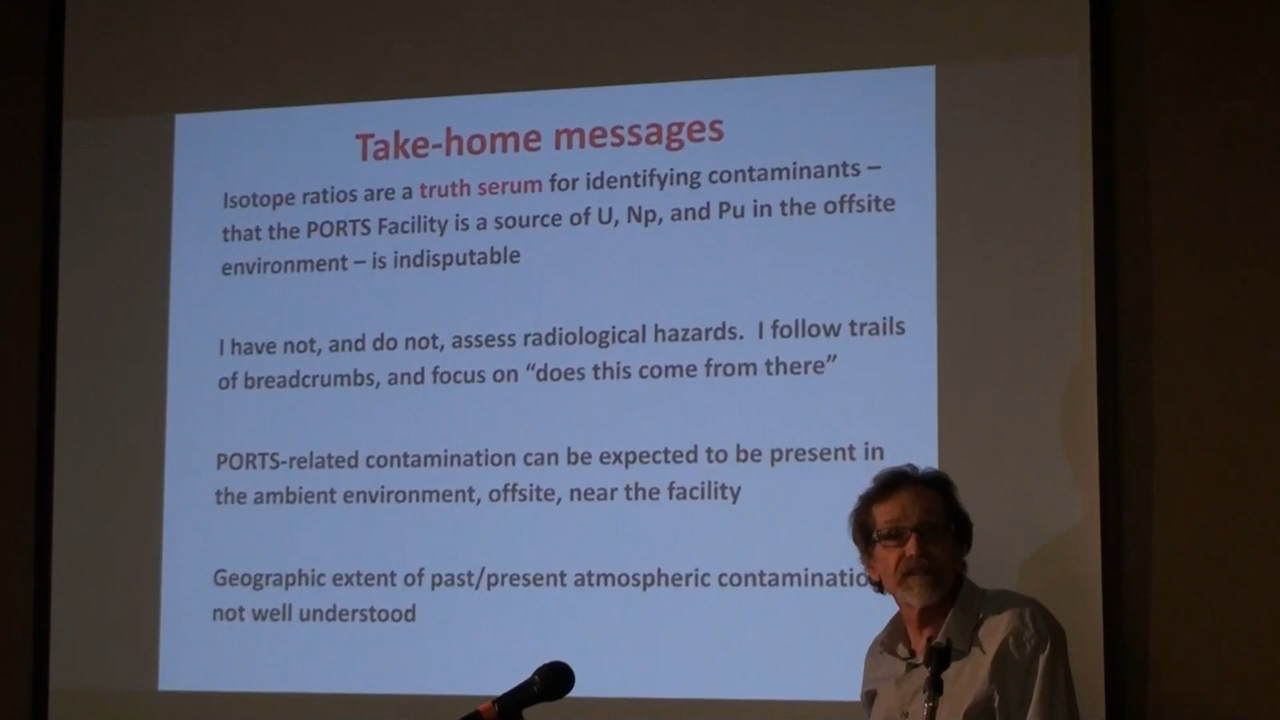 Take-home messages
Isotope ratios are a truth serum for identifying contaminants –
that the PORTS Facility is a source of U, Np, and Pu in the offsite
environment – is indisputable
I have not, and do not, assess radiological hazards.  I follow trails
of breadcrumbs, and focus on “does this come from there”
PORTS-related contamination can be expected to be present in
the ambient environment, offsite, near the facility
Geographic extent of past/present atmospheric contaminatio
not well understood